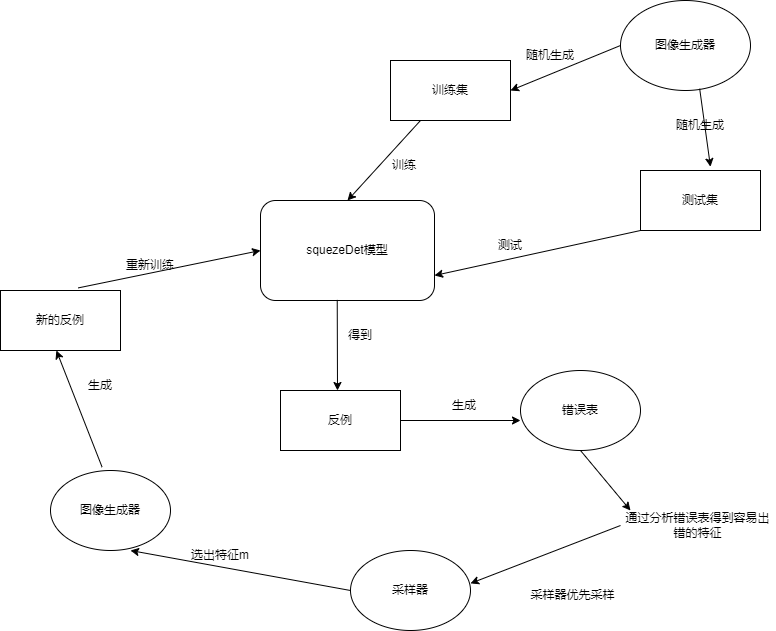 图像生成器
随机生成
训练集
随机生成
训练
测试集
squezeDet模型
测试
重新训练
新的反例
得到
生成
反例
生成
错误表
图像生成器
通过分析错误表得到容易出
错的特征
选出特征m
采样器
采样器优先采样